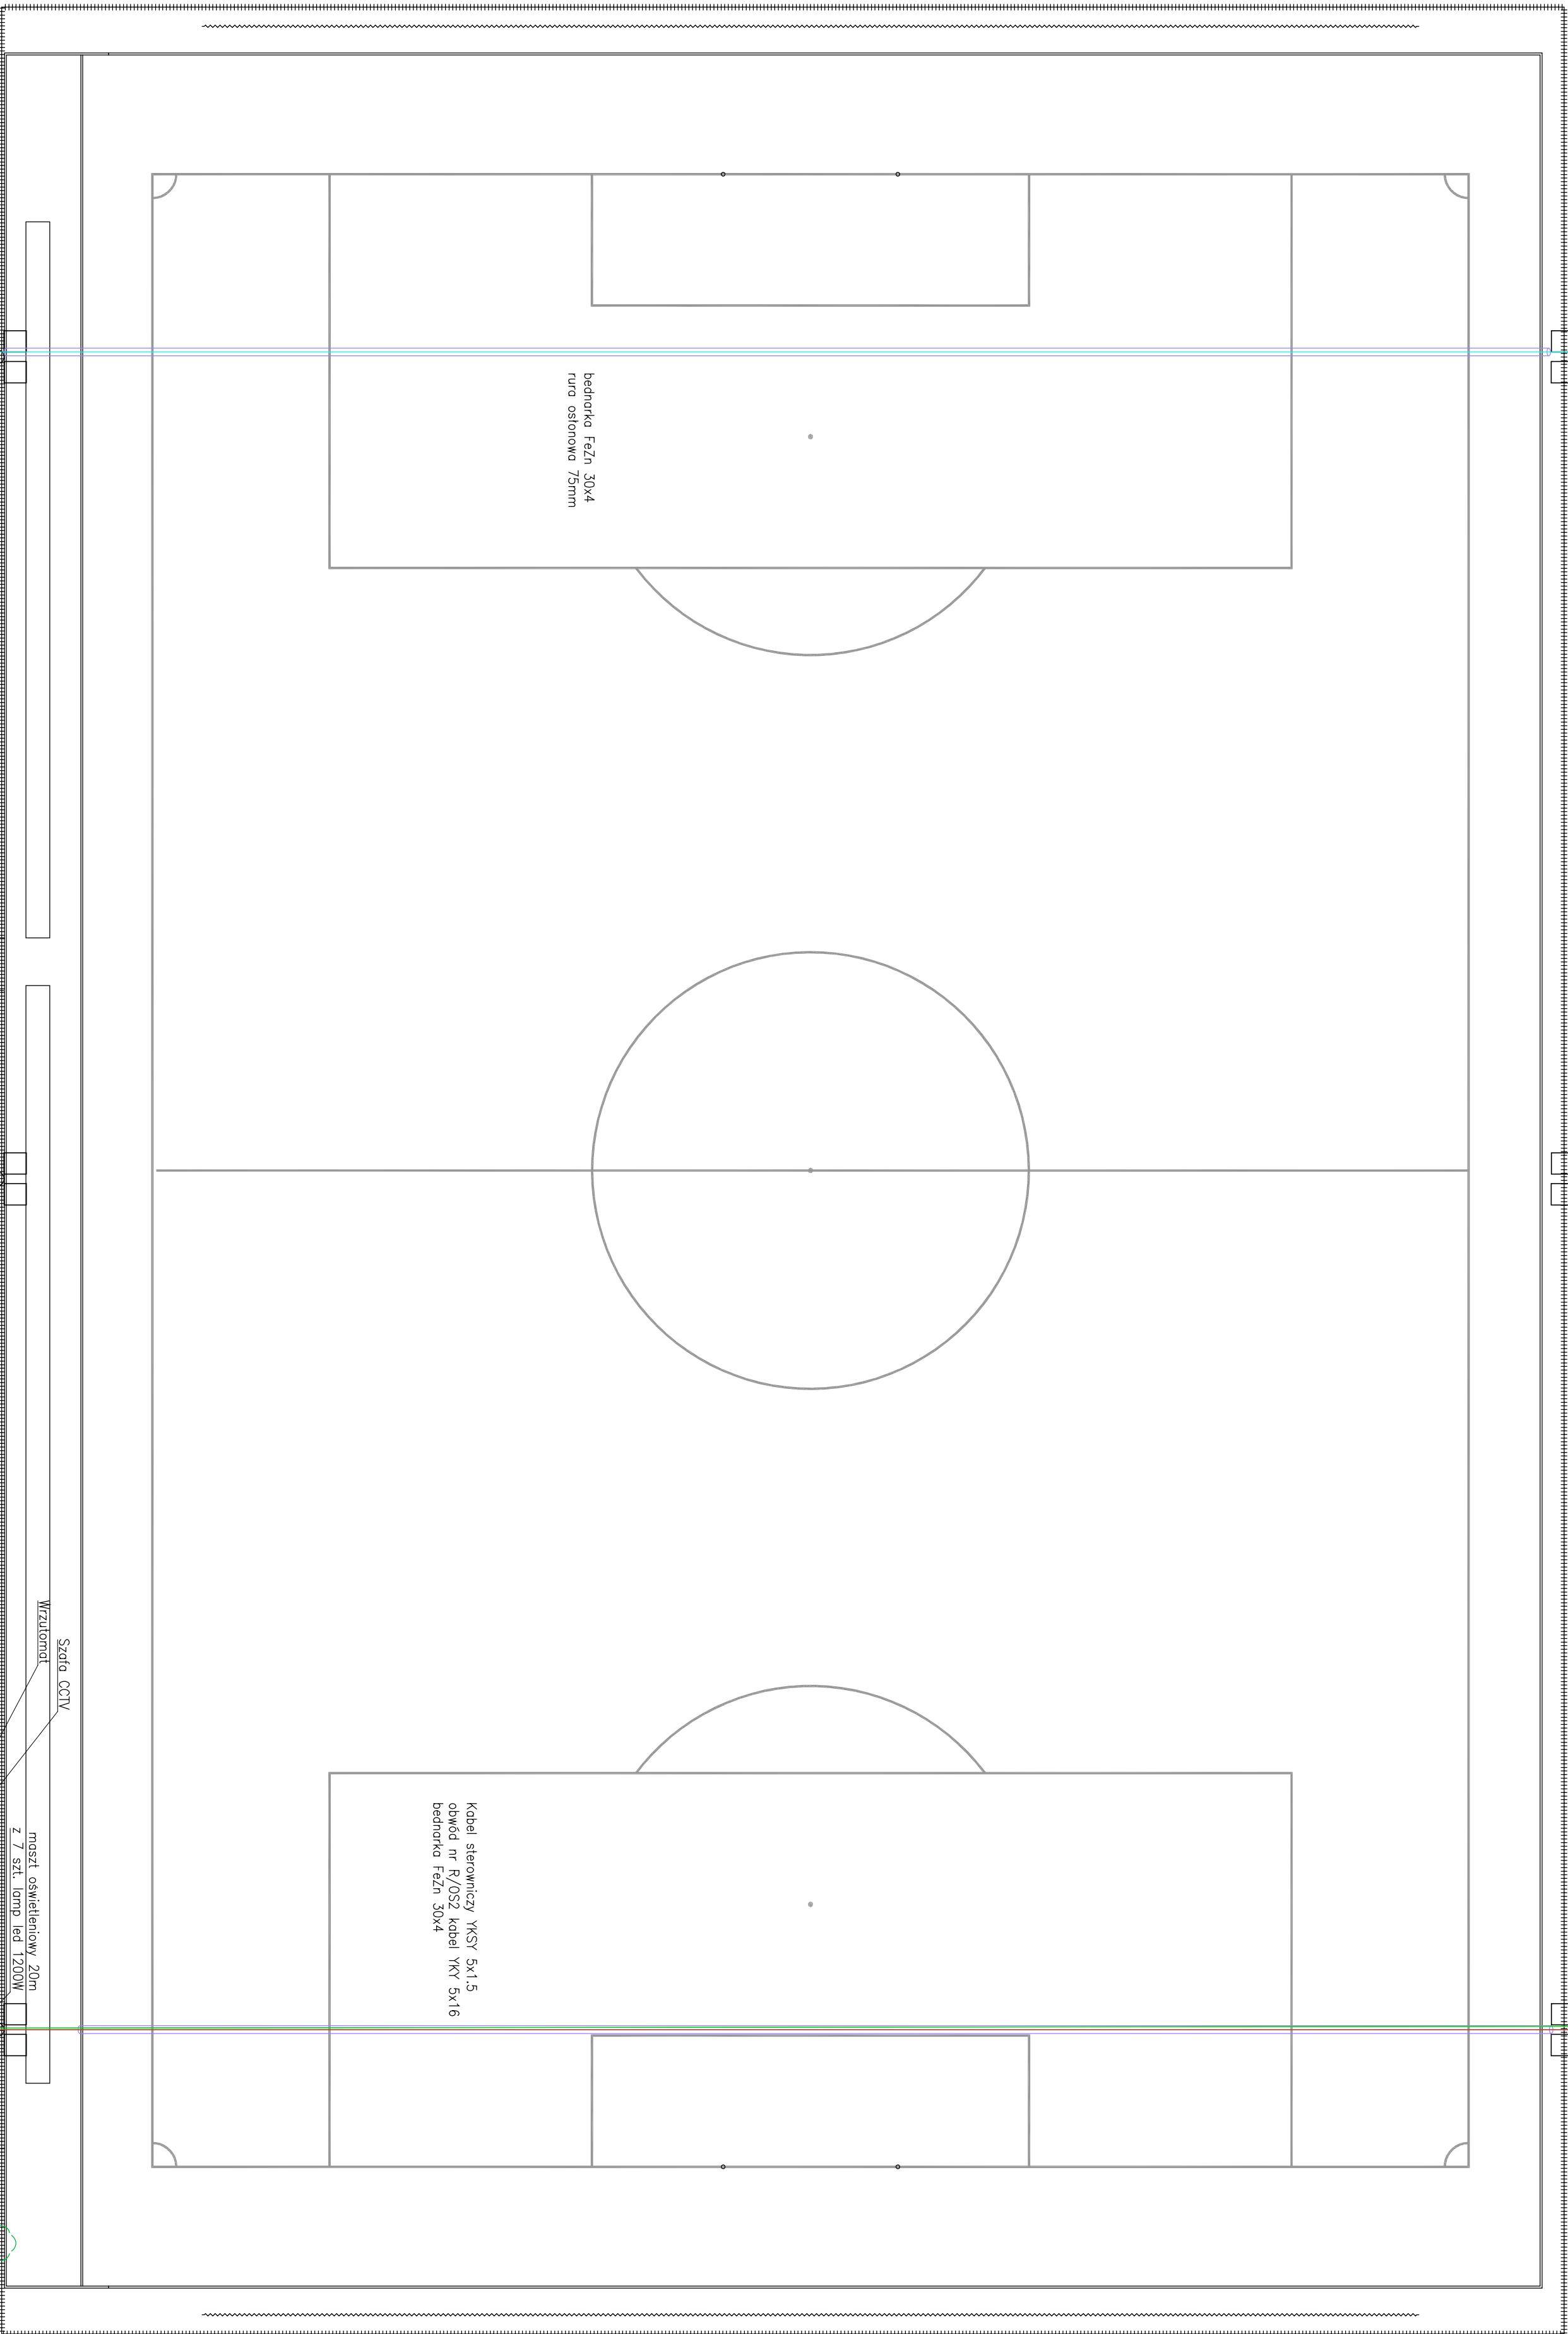 bednarka FeZn 30x4
rura osłonowa 75mm
Szafa CCTV
Wrzutomat
Kabel sterowniczy YKSY 5x1.5
obwód nr R/OS2 kabel YKY 5x16
bednarka FeZn 30x4
maszt oświetleniowy 20m
z 7 szt. lamp led 1200W